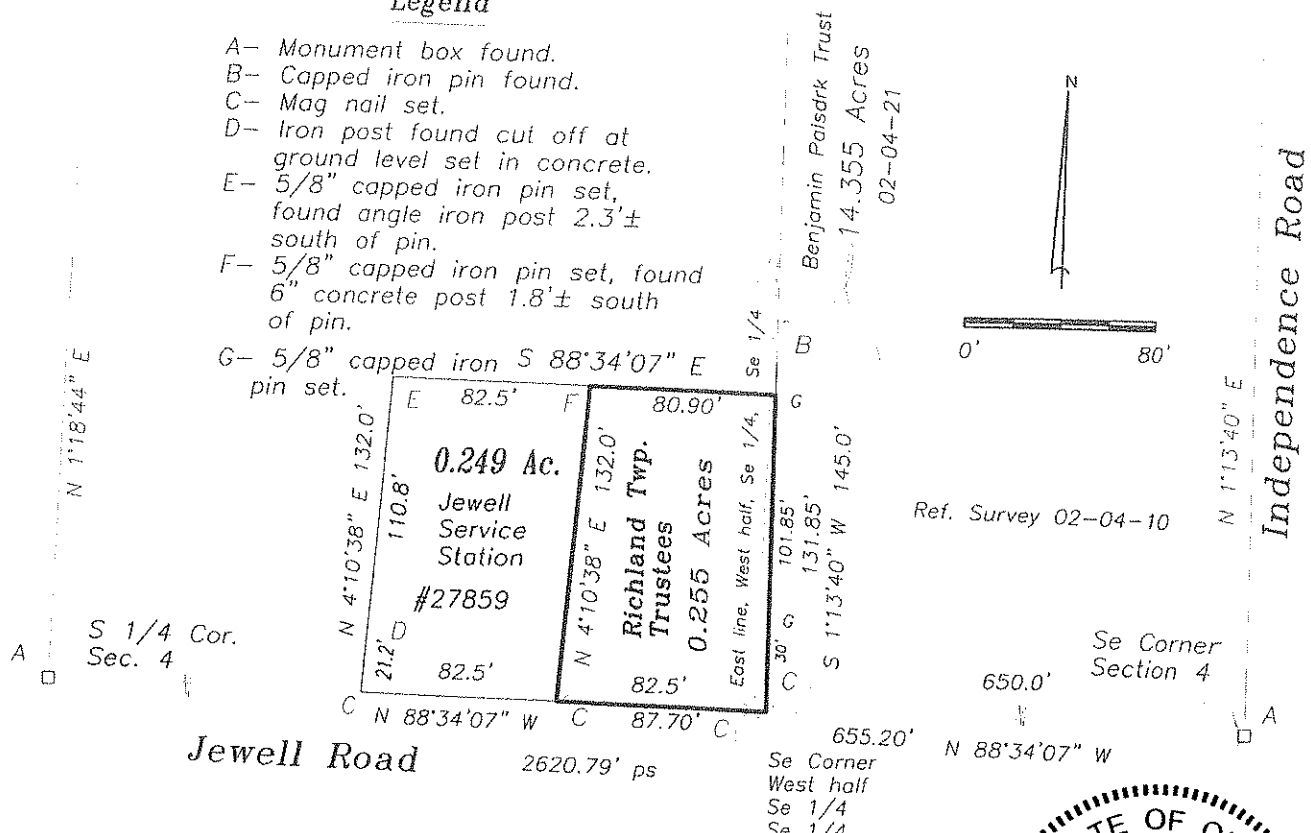 Legend
A- Monument box found.
B- Capped iron pin found.
C- Mag nail set.
D- Iron post found cut off at
ground level set in concrete.
E- 5/8" capped iron pin set,
found angle iron post 2.3'±
south of pin.
F- 5/8" capped iron pin set, found
6" concrete post 1.8'± south
of pin.
G- 5/8" capped iron
pin set.
S 88°34'07" E
Benjamin Paisdrk Trust
14.355 Acres
02-04-21
N
0'
80'
Independence Road
N 1°13'40" E
N 1°18'44" E
Se 1/4
B
E
82.5'
F
80.90'
G
N 4°10'38" E 132.0'
110.8'
0.249 Ac.
Jewell
Service
Station
#27859
N 4°10'38" E 132.0'
Richland Twp.
Trustees
0.255 Acres
East line, West half, Se 1/4,
101.85'
131.85'
S 1°13'40" W 145.0'
Ref. Survey 02-04-10
G
30'
C
D
21.2'
82.5'
82.5'
S 1/4 Cor.
Sec. 4
A
Se Corner
Section 4
650.0'
A
C
N 88°34'07" W
C
87.70'
C
655.20'
N 88°34'07" W
Jewell Road
2620.79' ps
Se Corner
West half
Se 1/4
Se 1/4
TE OF O